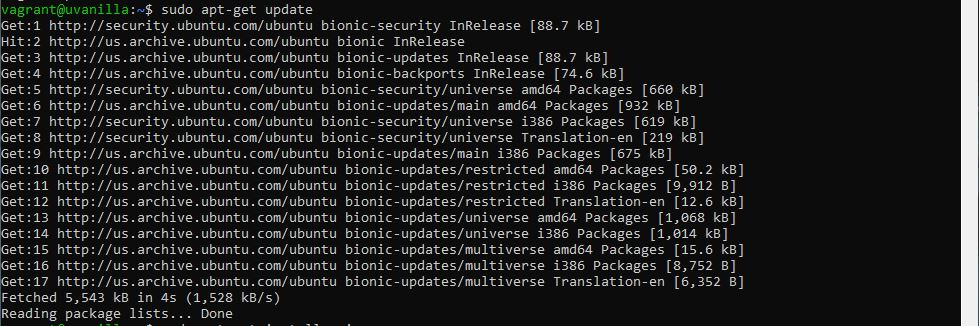 vagrant@uvanilla:~$ sudo apt-get update
Get:1 http://security.ubuntu.com/ubuntu bionic-security InRelease [88.7 kB]
Hit:2 http://us.archive.ubuntu.com/ubuntu bionic InRelease
Get:3 http://us.archive.ubuntu.com/ubuntu bionic-updates InRelease [88.7 kB]
Get:4 http://us.archive.ubuntu.com/ubuntu bionic-backports InRelease [74.6 kB]
Get:5 http://security.ubuntu.com/ubuntu bionic-security/universe amd64 Packages [660 kB]
Get:6 http://us.archive.ubuntu.com/ubuntu bionic-updates/main amd64 Packages [932 kB]
Get:7 http://security.ubuntu.com/ubuntu bionic-security/universe i386 Packages [619 kB]
Get:8 http://security.ubuntu.com/ubuntu bionic-security/universe Translation-en [219 kB]
Get:9 http://us.archive.ubuntu.com/ubuntu bionic-updates/main i386 Packages [675 kB]
Get:10 http://us.archive.ubuntu.com/ubuntu bionic-updates/restricted amd64 Packages [50.2 kB]
Get:11 http://us.archive.ubuntu.com/ubuntu bionic-updates/restricted i386 Packages [9,912 B]
Get:12 http://us.archive.ubuntu.com/ubuntu bionic-updates/restricted Translation-en [12.6 kB]
Get:13 http://us.archive.ubuntu.com/ubuntu bionic-updates/universe amd64 Packages [1,068 kB]
Get:14 http://us.archive.ubuntu.com/ubuntu bionic-updates/universe i386 Packages [1,014 kB]
Get:15 http://us.archive.ubuntu.com/ubuntu bionic-updates/multiverse amd64 Packages [15.6 kB]
Get:16 http://us.archive.ubuntu.com/ubuntu bionic-updates/multiverse i386 Packages [8,752 B]
Get:17 http://us.archive.ubuntu.com/ubuntu bionic-updates/multiverse Translation-en [6,352 B]
Fetched 5,543 kB in 4s (1,528 kB/s)
Reading package lists... Done